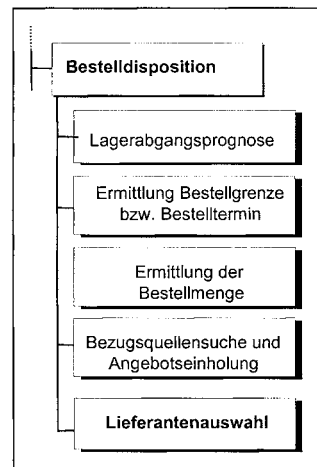 Bestelldisposition
Lagerabgangsprognose
Ermittlung Bestellgrenze
bzw. Bestelltermin
Ermittlung der
Bestellmenge
Bezugsquellensuche und
Angebotseinholung
Lieferantenauswahl